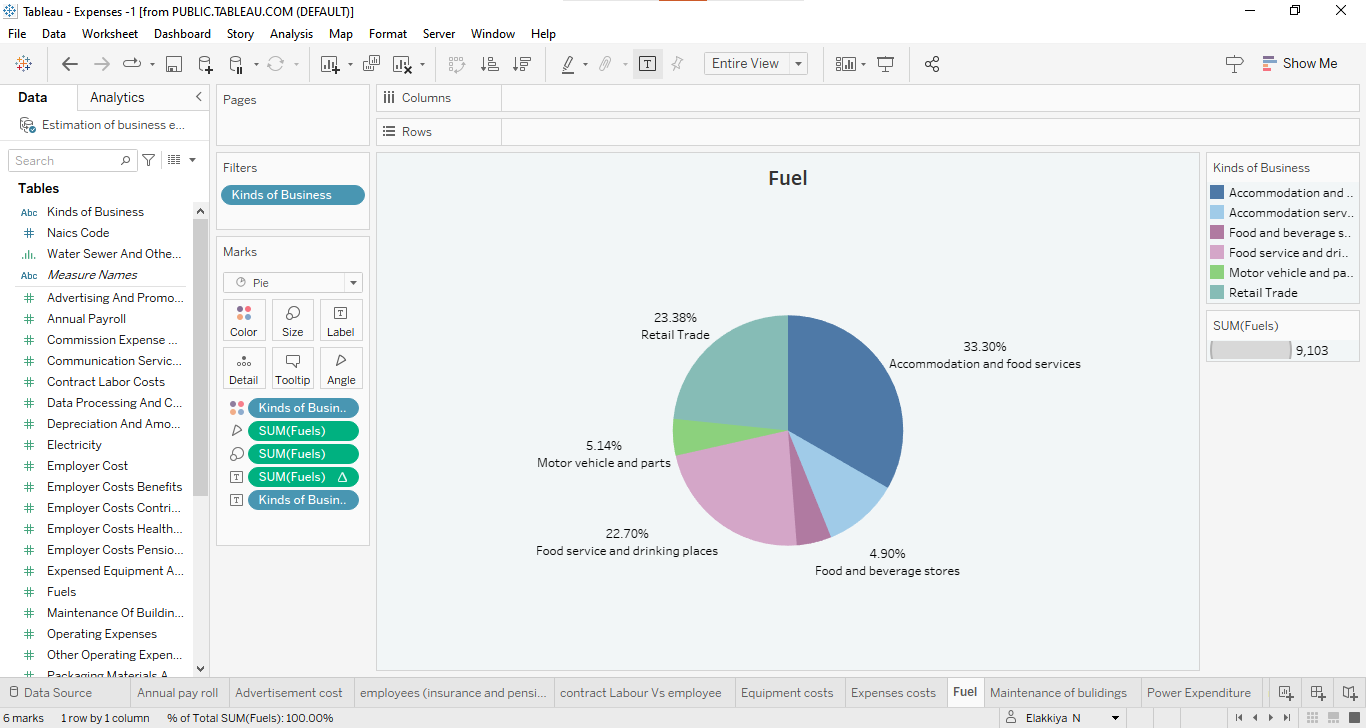 Tableau - Expenses -1 [from PUBLIC.TABLEAU.COM (DEFAULT)]
File Data Worksheet Dashboard Story Analysis Map Format Server Window Help
Entire View
Show Me
Data Analytics
Estimation of business e...
Search
Tables
Abc Kinds of Business
# Naics Code
Water Sewer And Othe...
Abc Measure Names
# Advertising And Promo...
# Annual Payroll
# Commission Expense ...
# Communication Servic...
# Contract Labor Costs
# Data Processing And C...
# Depreciation And Amo...
# Electricity
# Employer Cost
# Employer Costs Benefits
# Employer Costs Contri...
# Employer Costs Health...
# Employer Costs Pensio...
# Expensed Equipment A...
# Fuels
# Maintenance Of Buildin...
# Operating Expenses
# Other Operating Expen...
# Packaging Materials A...
Pages
Filters
Kinds of Business
Marks
Pie
Color Size T Label
Detail Tooltip Angle
Kinds of Busin..
SUM(Fuels)
SUM(Fuels)
T SUM(Fuels) Δ
T Kinds of Busin..
Columns
Rows
Fuel
23.38%
Retail Trade
33.30%
Accommodation and food services
5.14%
Motor vehicle and parts
22.70%
Food service and drinking places
4.90%
Food and beverage stores
Kinds of Business
Accommodation and ..
Accommodation serv..
Food and beverage s..
Food service and dri..
Motor vehicle and pa..
Retail Trade
SUM(Fuels)
9,103
Data Source Annual pay roll Advertisement cost employees (insurance and pensi... contract Labour Vs employee Equipment costs Expenses costs Fuel Maintenance of bulidings Power Expenditure
6 marks 1 row by 1 column % of Total SUM(Fuels): 100.00% Elakkiya N